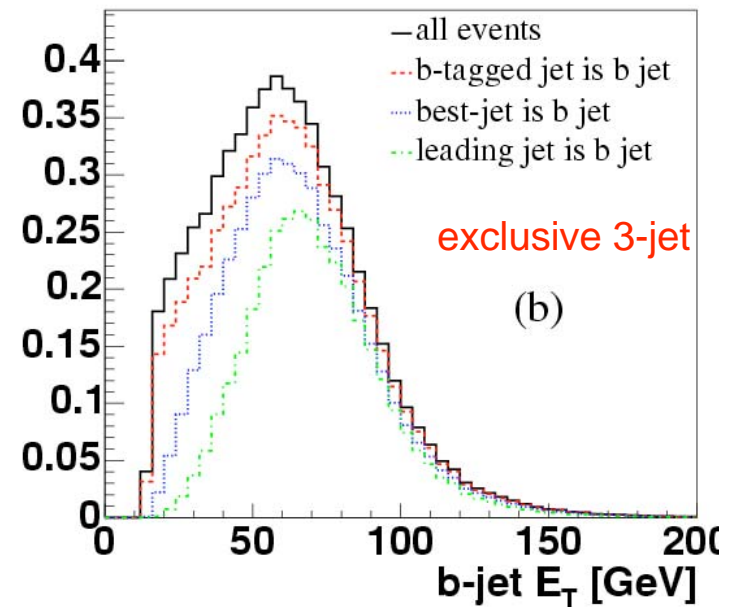 all events
b-tagged jet is b jet
best-jet is b jet
leading jet is b jet
exclusive 3-jet
(b)
0.4
0.35
0.3
0.25
0.2
0.15
0.1
0.05
0
0 50 100 150 200
b-jet E_T [GeV]